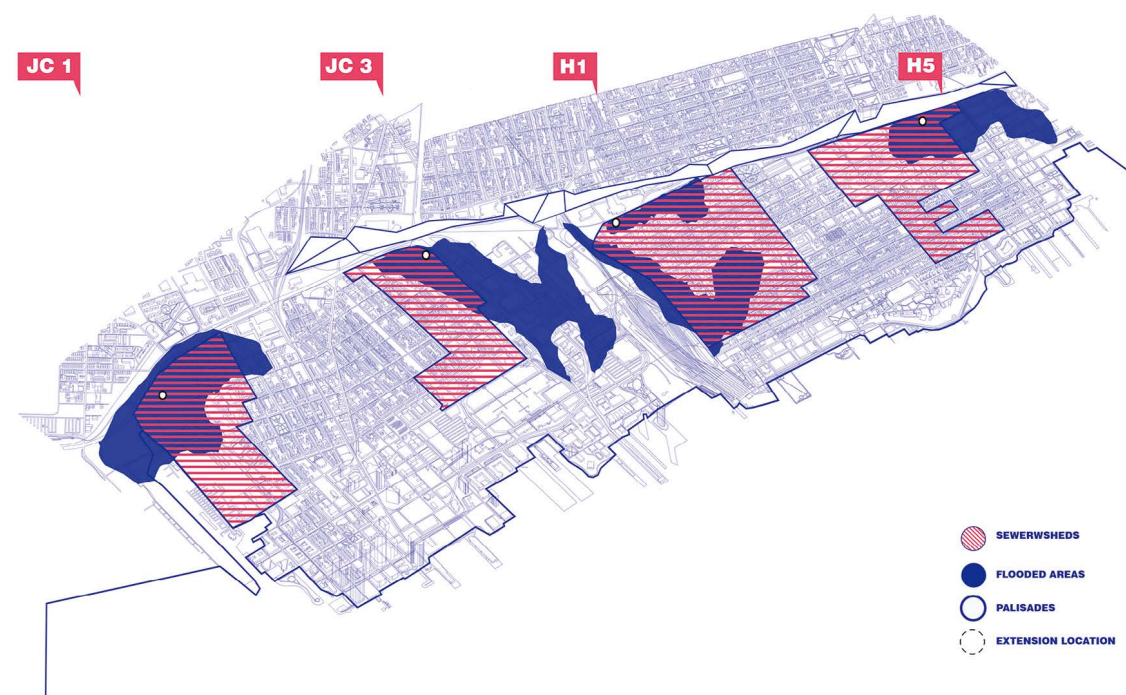 JC 1
JC 3
H1
H5
SEWERWSHEDS
FLOODED AREAS
PALISADES
EXTENSION LOCATION